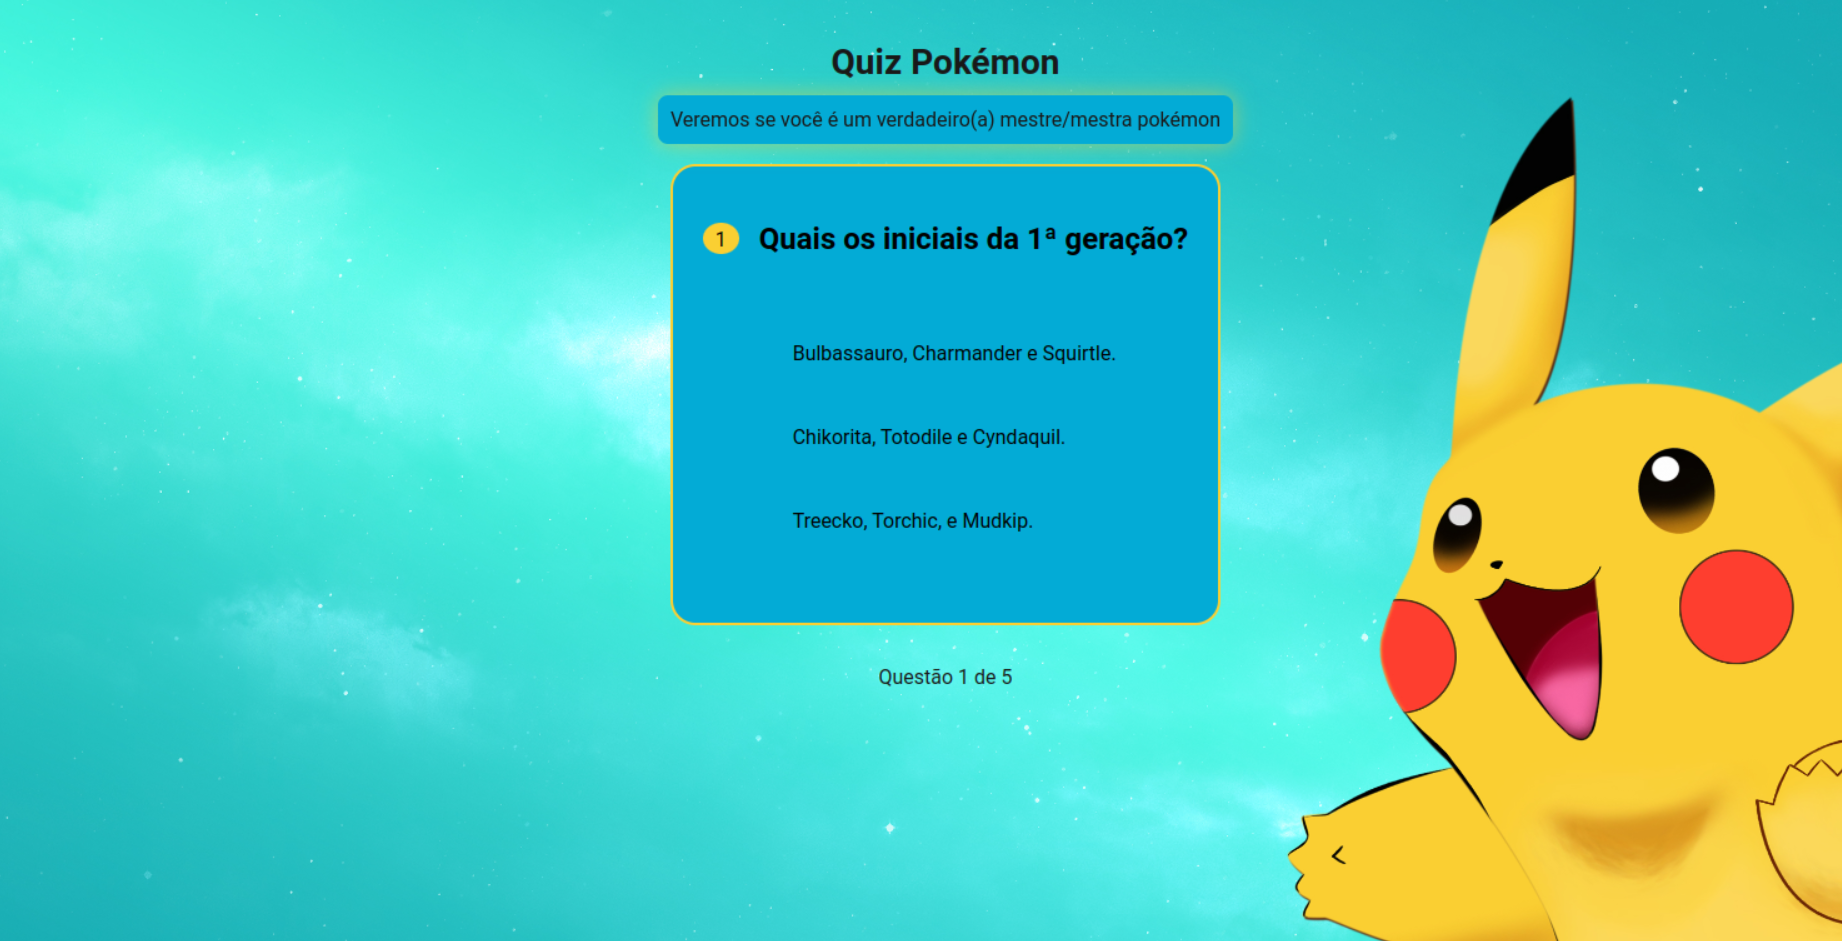 Quiz Pokémon
Veremos se você é um verdadeiro(a) mestre/mestra pokémon
1 Quais os iniciais da 1ª geração?
Bulbassauro, Charmander e Squirtle.
Chikorita, Totodile e Cyndaquil.
Treecko, Torchic, e Mudkip.
Questão 1 de 5